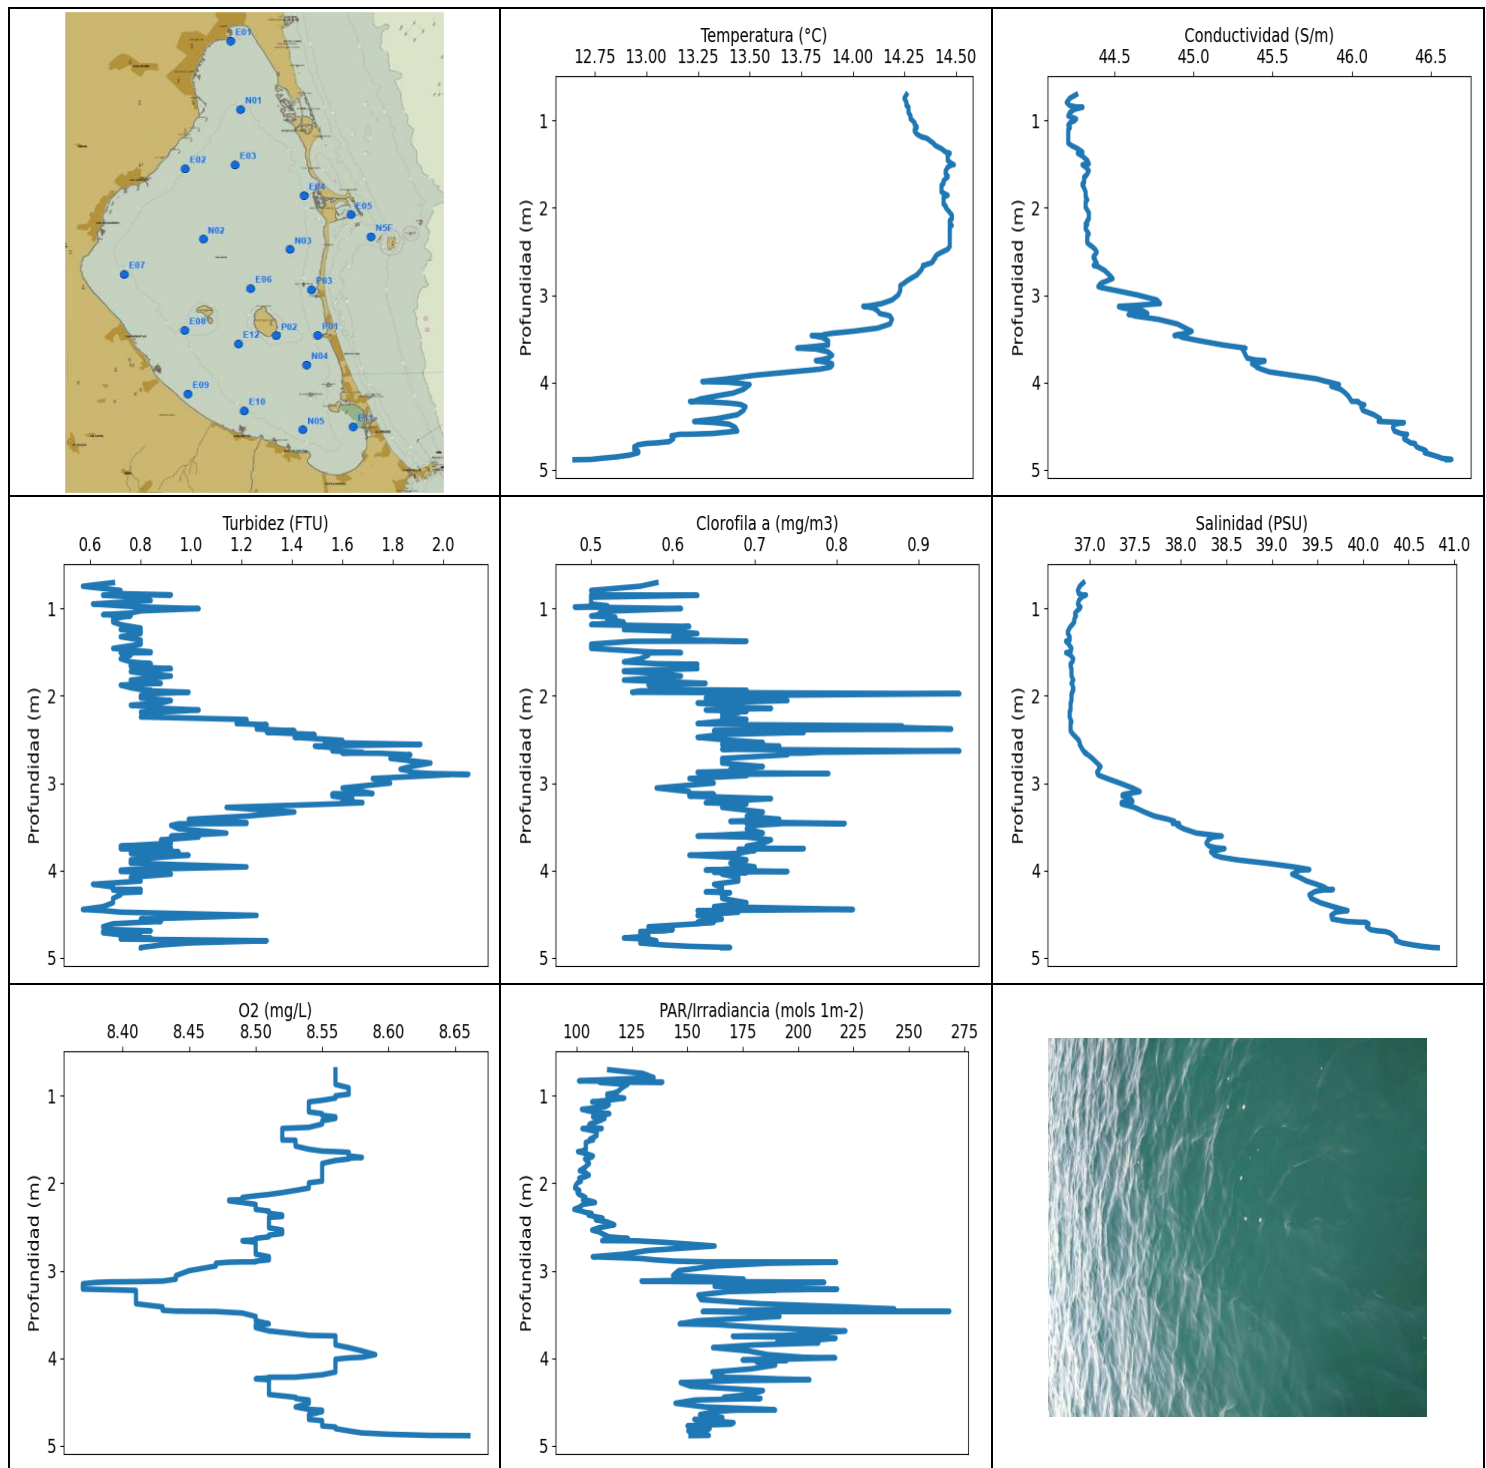 E01
N01
E02
E03
E04
E05
N5F
N02
N03
E07
E06
P03
E08
P02
P01
E12
N04
E09
E10
N05
E11
Temperatura (°C)
12.75 13.00 13.25 13.50 13.75 14.00 14.25 14.50
Profundidad (m)
1
2
3
4
5
Conductividad (S/m)
44.5 45.0 45.5 46.0 46.5
Profundidad (m)
1
2
3
4
5
Turbidez (FTU)
0.6 0.8 1.0 1.2 1.4 1.6 1.8 2.0
Profundidad (m)
1
2
3
4
5
Clorofila a (mg/m3)
0.5 0.6 0.7 0.8 0.9
Profundidad (m)
1
2
3
4
5
Salinidad (PSU)
37.0 37.5 38.0 38.5 39.0 39.5 40.0 40.5 41.0
Profundidad (m)
1
2
3
4
5
O2 (mg/L)
8.40 8.45 8.50 8.55 8.60 8.65
Profundidad (m)
1
2
3
4
5
PAR/Irradiancia (mols 1m-2)
100 125 150 175 200 225 250 275
Profundidad (m)
1
2
3
4
5